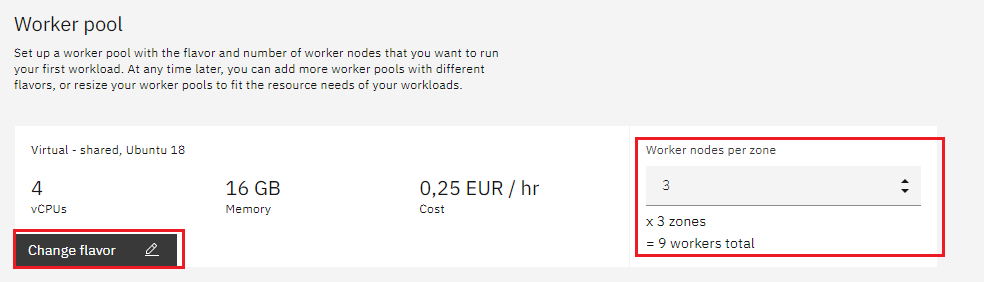 Worker pool
Set up a worker pool with the flavor and number of worker nodes that you want to run
your first workload. At any time later, you can add more worker pools with different
flavors, or resize your worker pools to fit the resource needs of your workloads.
Virtual - shared, Ubuntu 18
4
vCPUs
16 GB
Memory
0,25 EUR / hr
Cost
Change flavor
Worker nodes per zone
3
x 3 zones
= 9 workers total